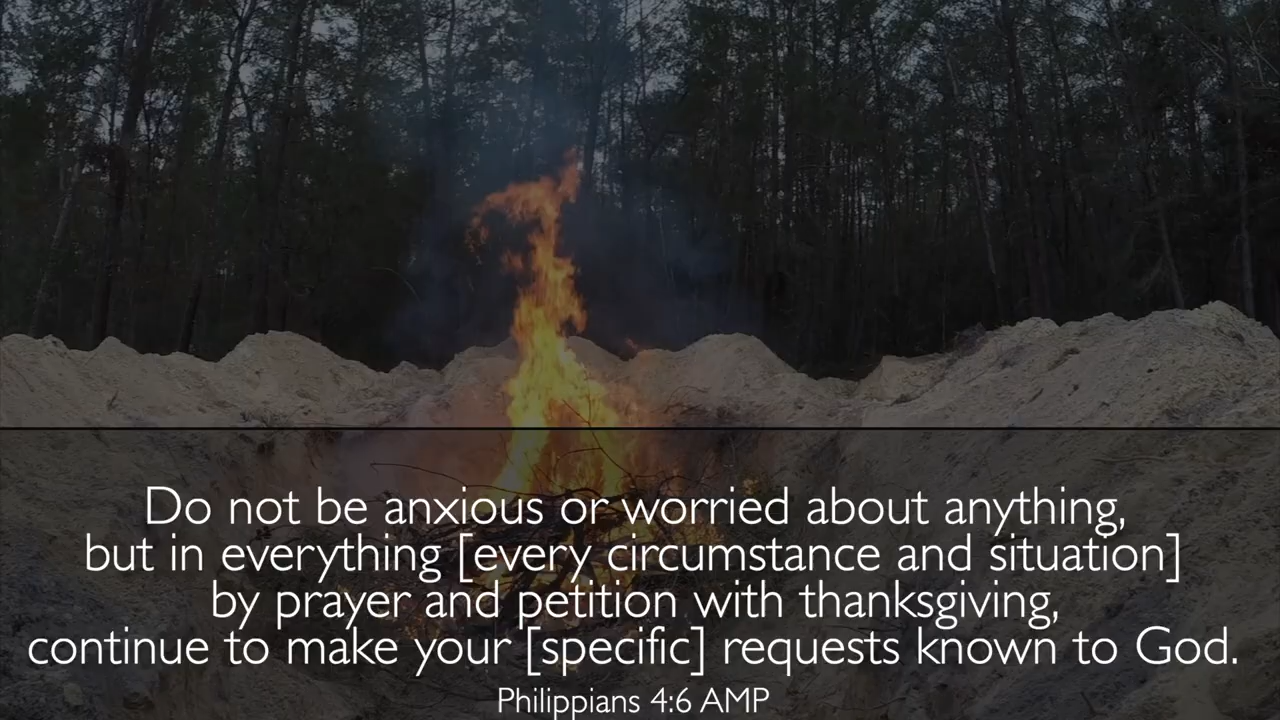 Do not be anxious or worried about anything,
but in everything [every circumstance and situation]
by prayer and petition with thanksgiving,
continue to make your [specific] requests known to God.
Philippians 4:6 AMP